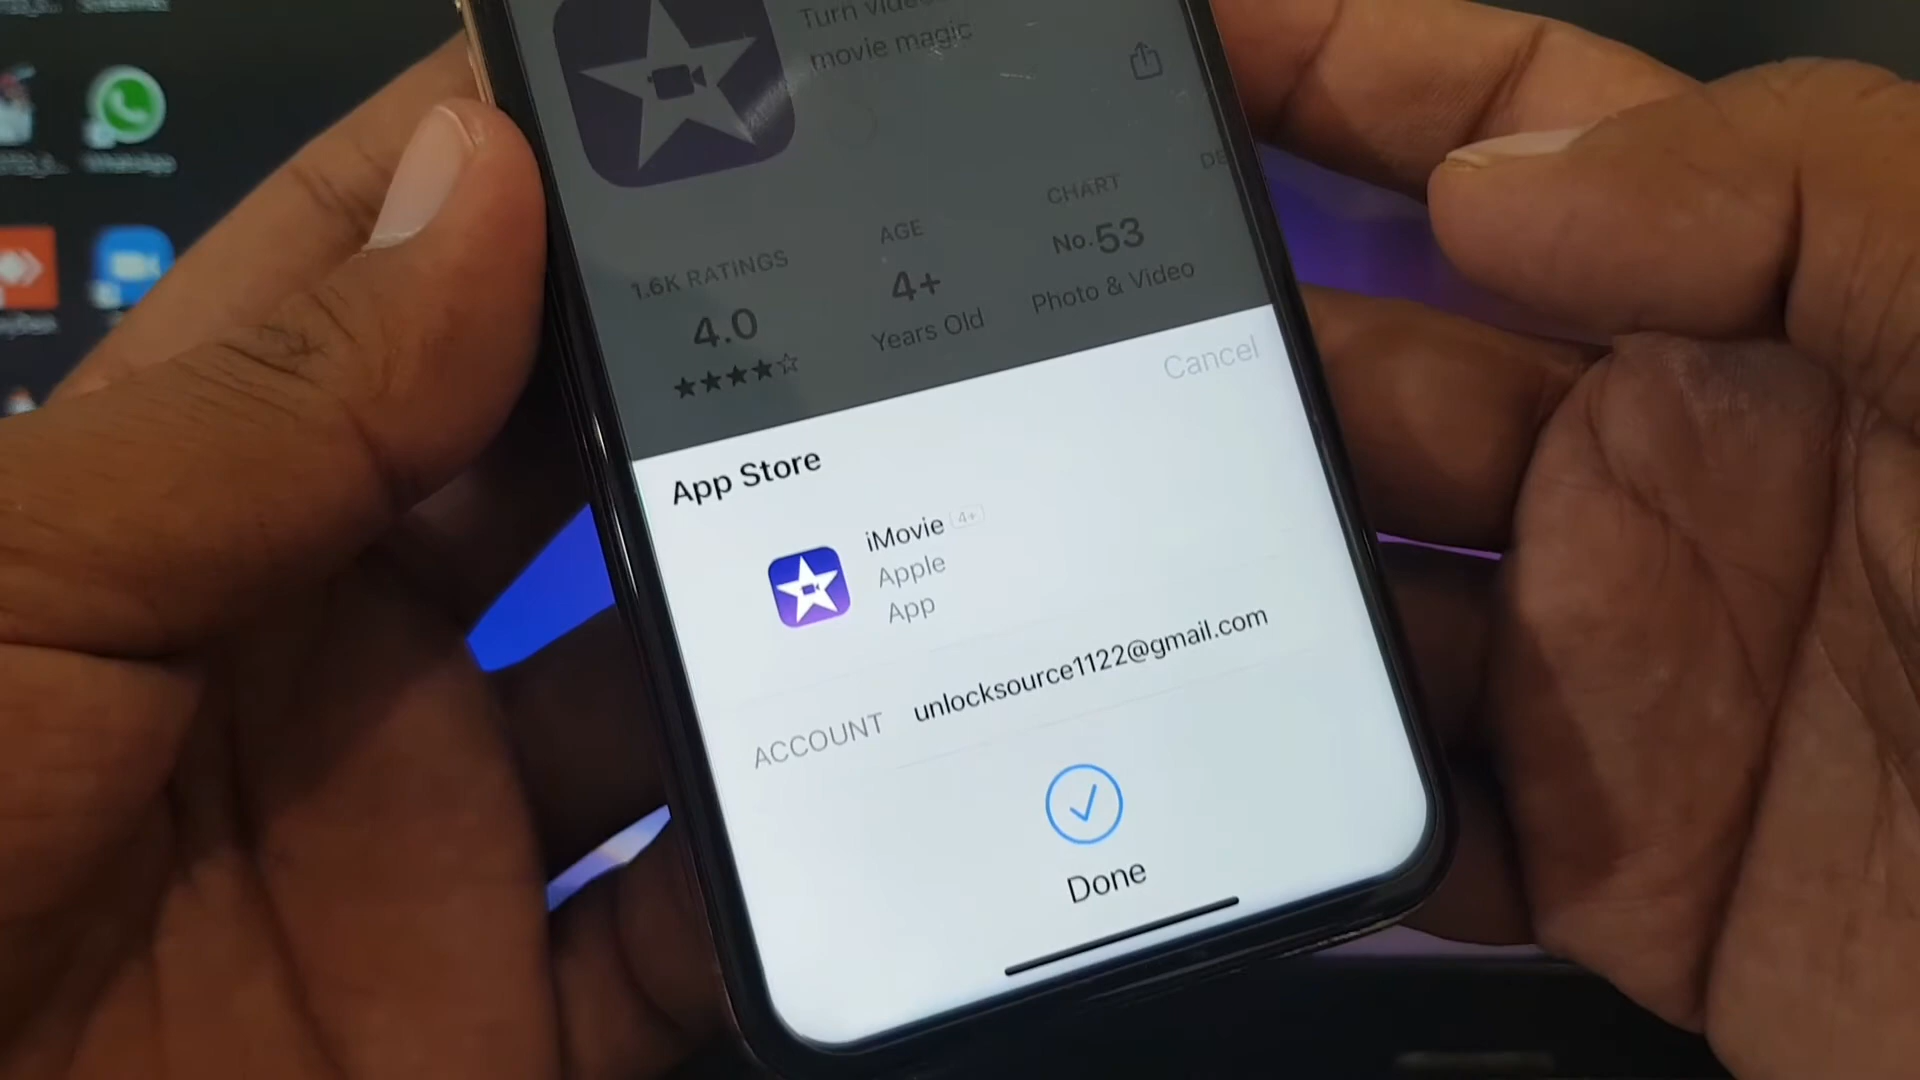 Turn
movie magic
1.6K RATINGS
4.0
★★★★☆
AGE
4+
Years Old
CHART
No.53
Photo & Video
DE
Cancel
App Store
iMovie 4+
Apple
App
ACCOUNT unlocksource1122@gmail.com
Done